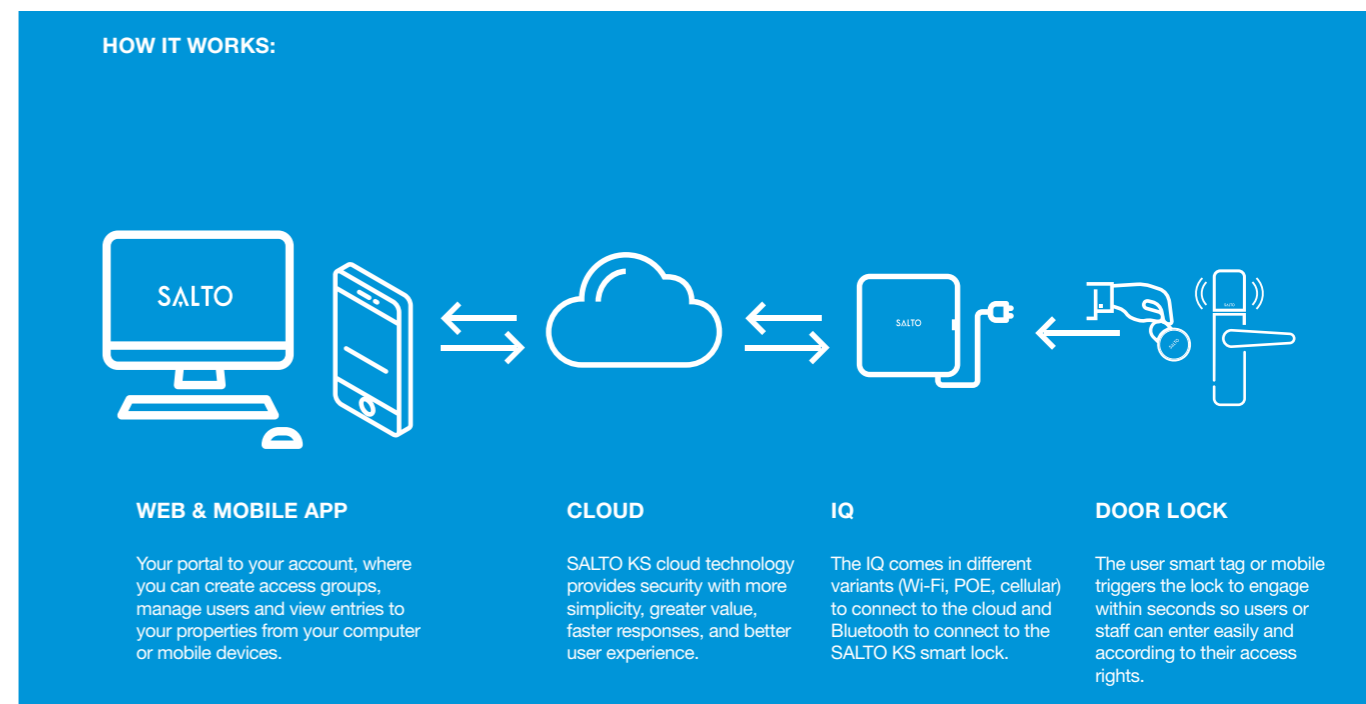 HOW IT WORKS:
SALTO
SALTO
SALTO
SALTO
WEB & MOBILE APP
Your portal to your account, where
you can create access groups,
manage users and view entries to
your properties from your computer
or mobile devices.
CLOUD
SALTO KS cloud technology
provides security with more
simplicity, greater value,
faster responses, and better
user experience.
IQ
The IQ comes in different
variants (Wi-Fi, POE, cellular)
to connect to the cloud and
Bluetooth to connect to the
SALTO KS smart lock.
DOOR LOCK
The user smart tag or mobile
triggers the lock to engage
within seconds so users or
staff can enter easily and
according to their access
rights.